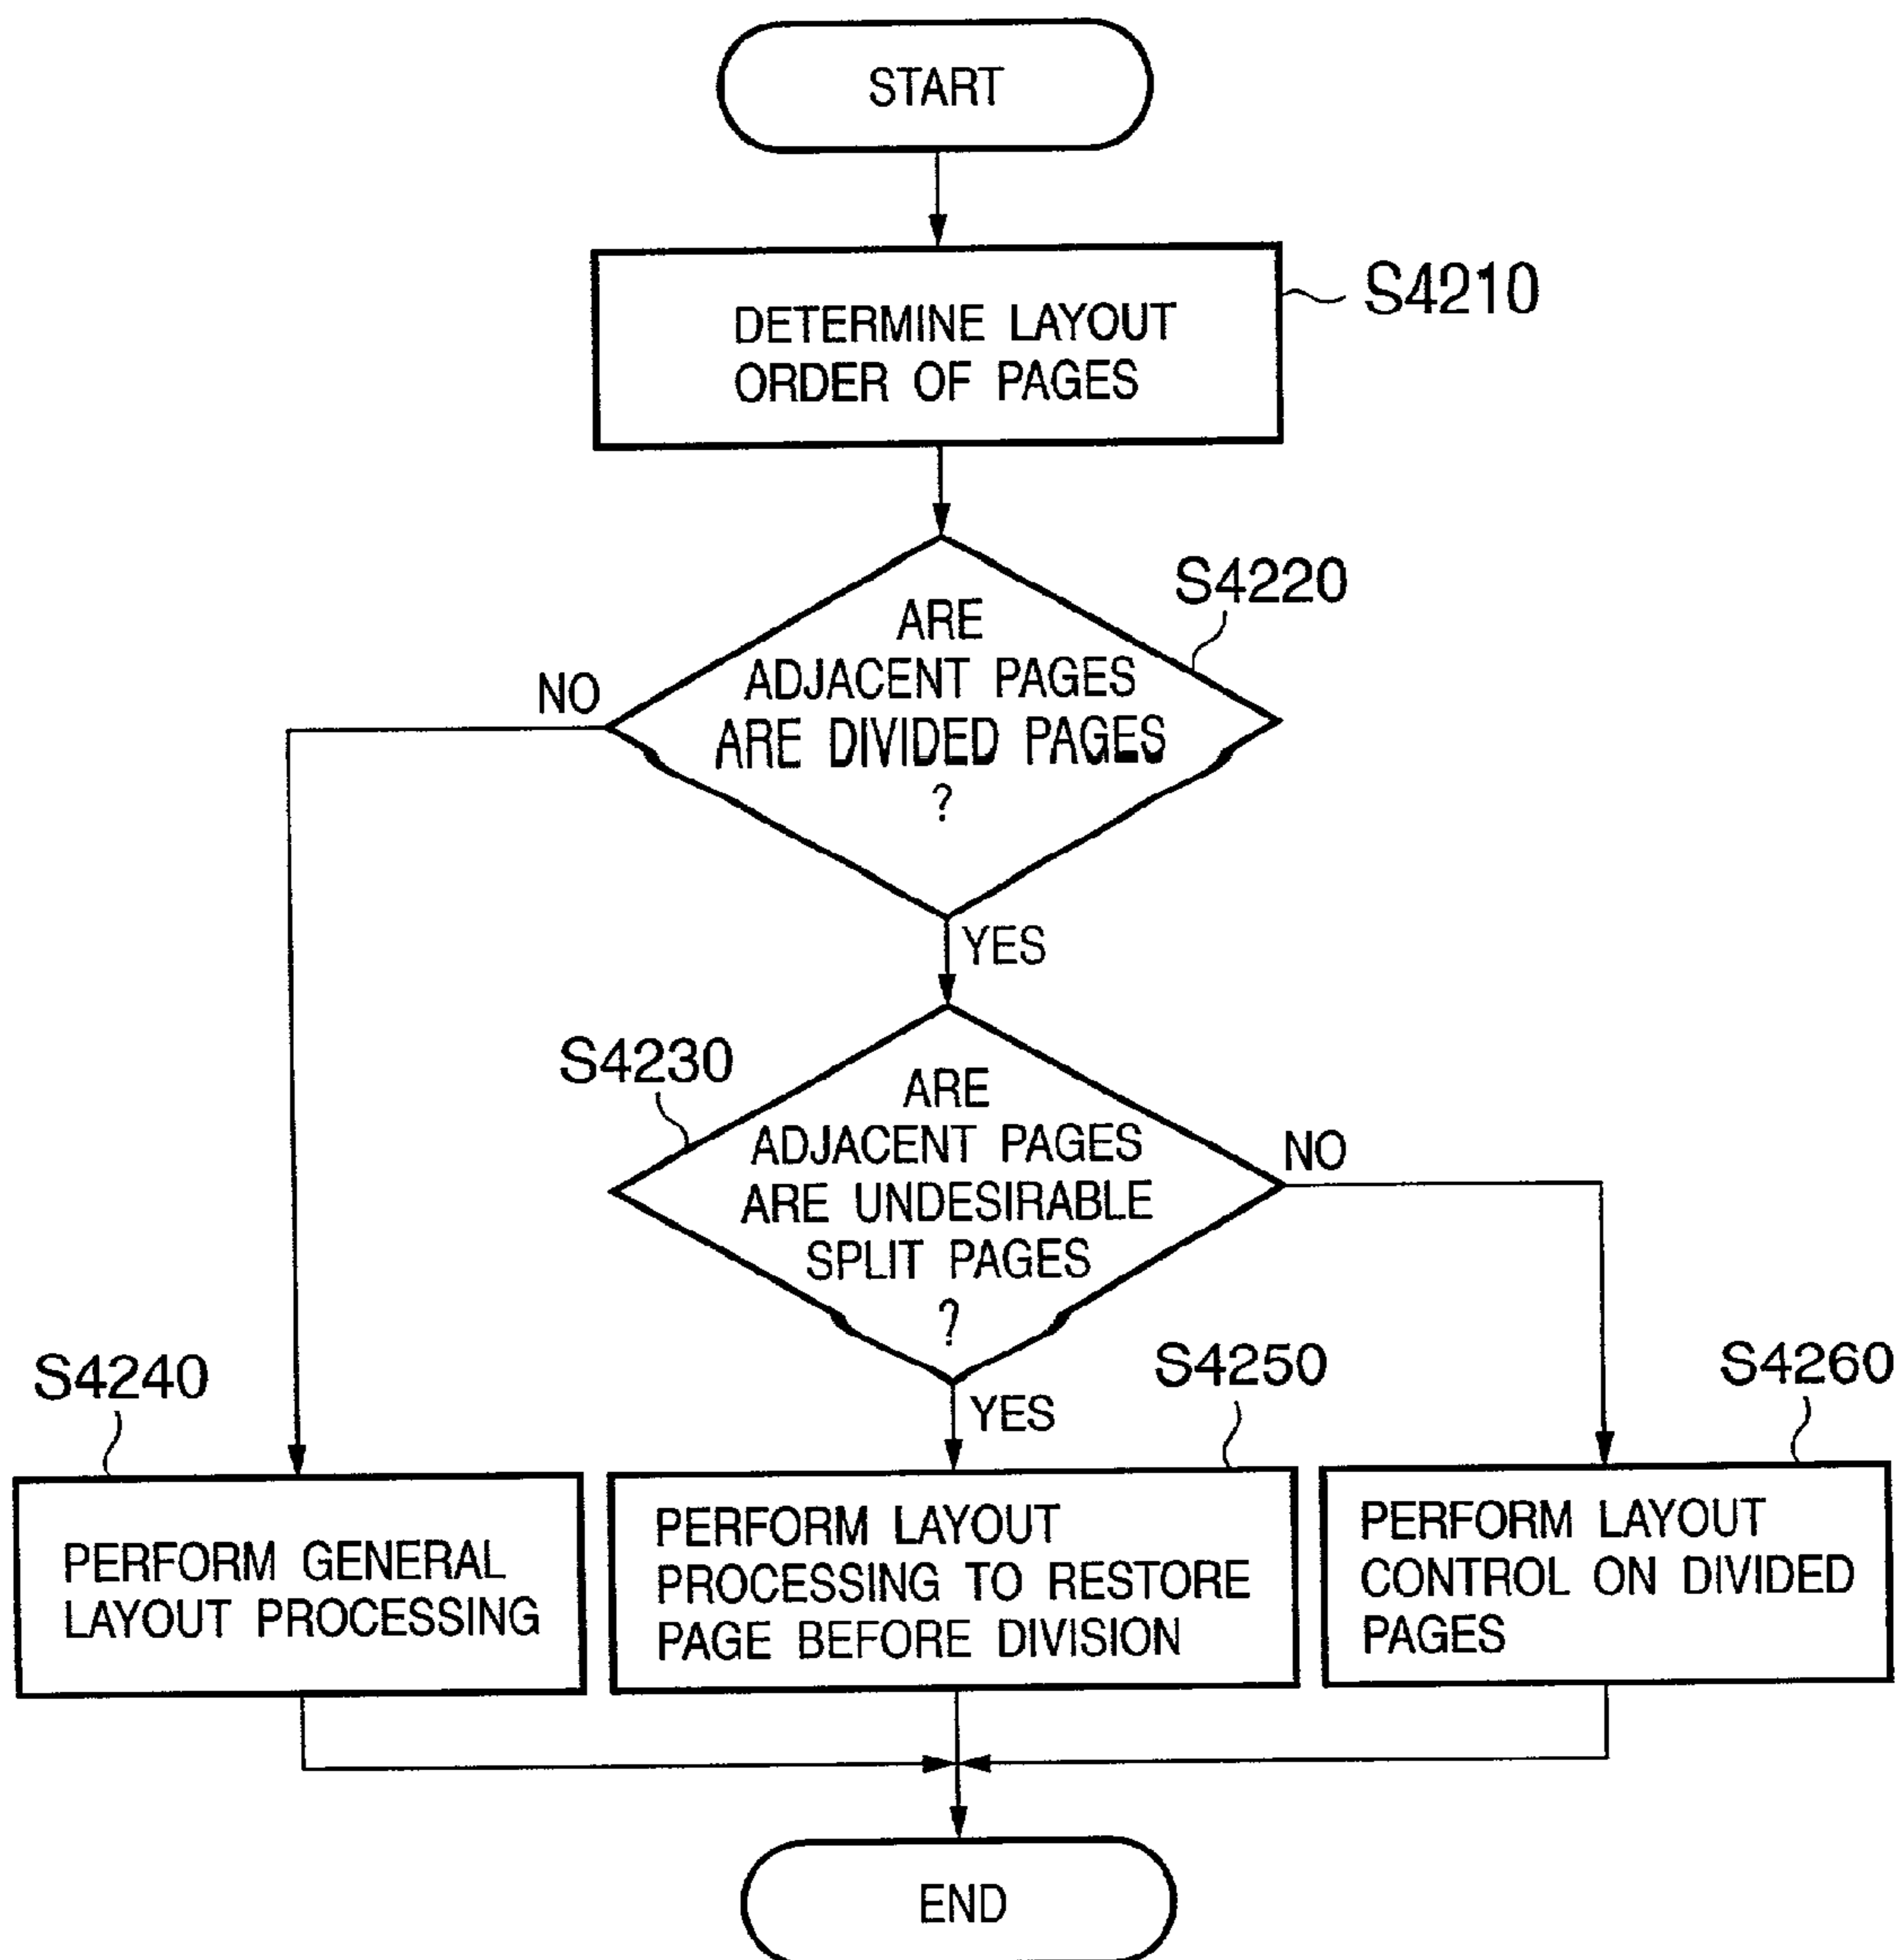 START
S4210
DETERMINE LAYOUT
ORDER OF PAGES
S4220
ARE
ADJACENT PAGES
ARE DIVIDED PAGES
?
NO
YES
S4230
ARE
ADJACENT PAGES
ARE UNDESIRABLE
SPLIT PAGES
?
NO
YES
S4240
PERFORM GENERAL
LAYOUT PROCESSING
S4250
PERFORM LAYOUT
PROCESSING TO RESTORE
PAGE BEFORE DIVISION
S4260
PERFORM LAYOUT
CONTROL ON DIVIDED
PAGES
END